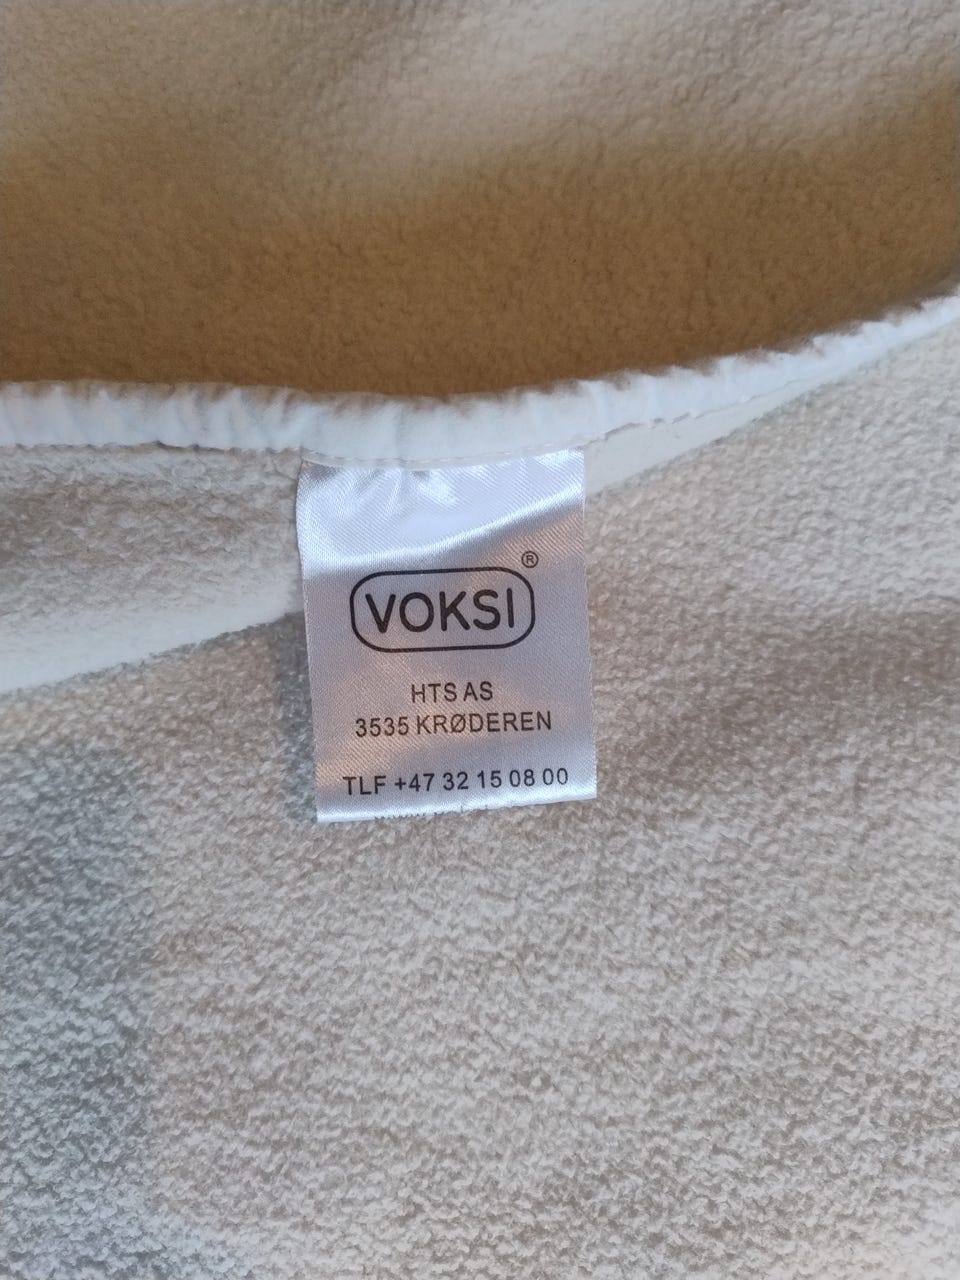 VOKSI®
HTS AS
3535 KRØDEREN
TLF +47 32 15 08 00